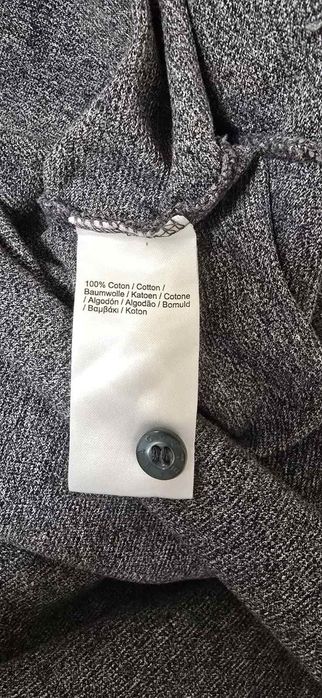 100% Coton / Cotton /
Baumwolle / Katoen / Cotone
/ Algodón / Algodão / Bomuld
/ Βαμβάκι / Koton